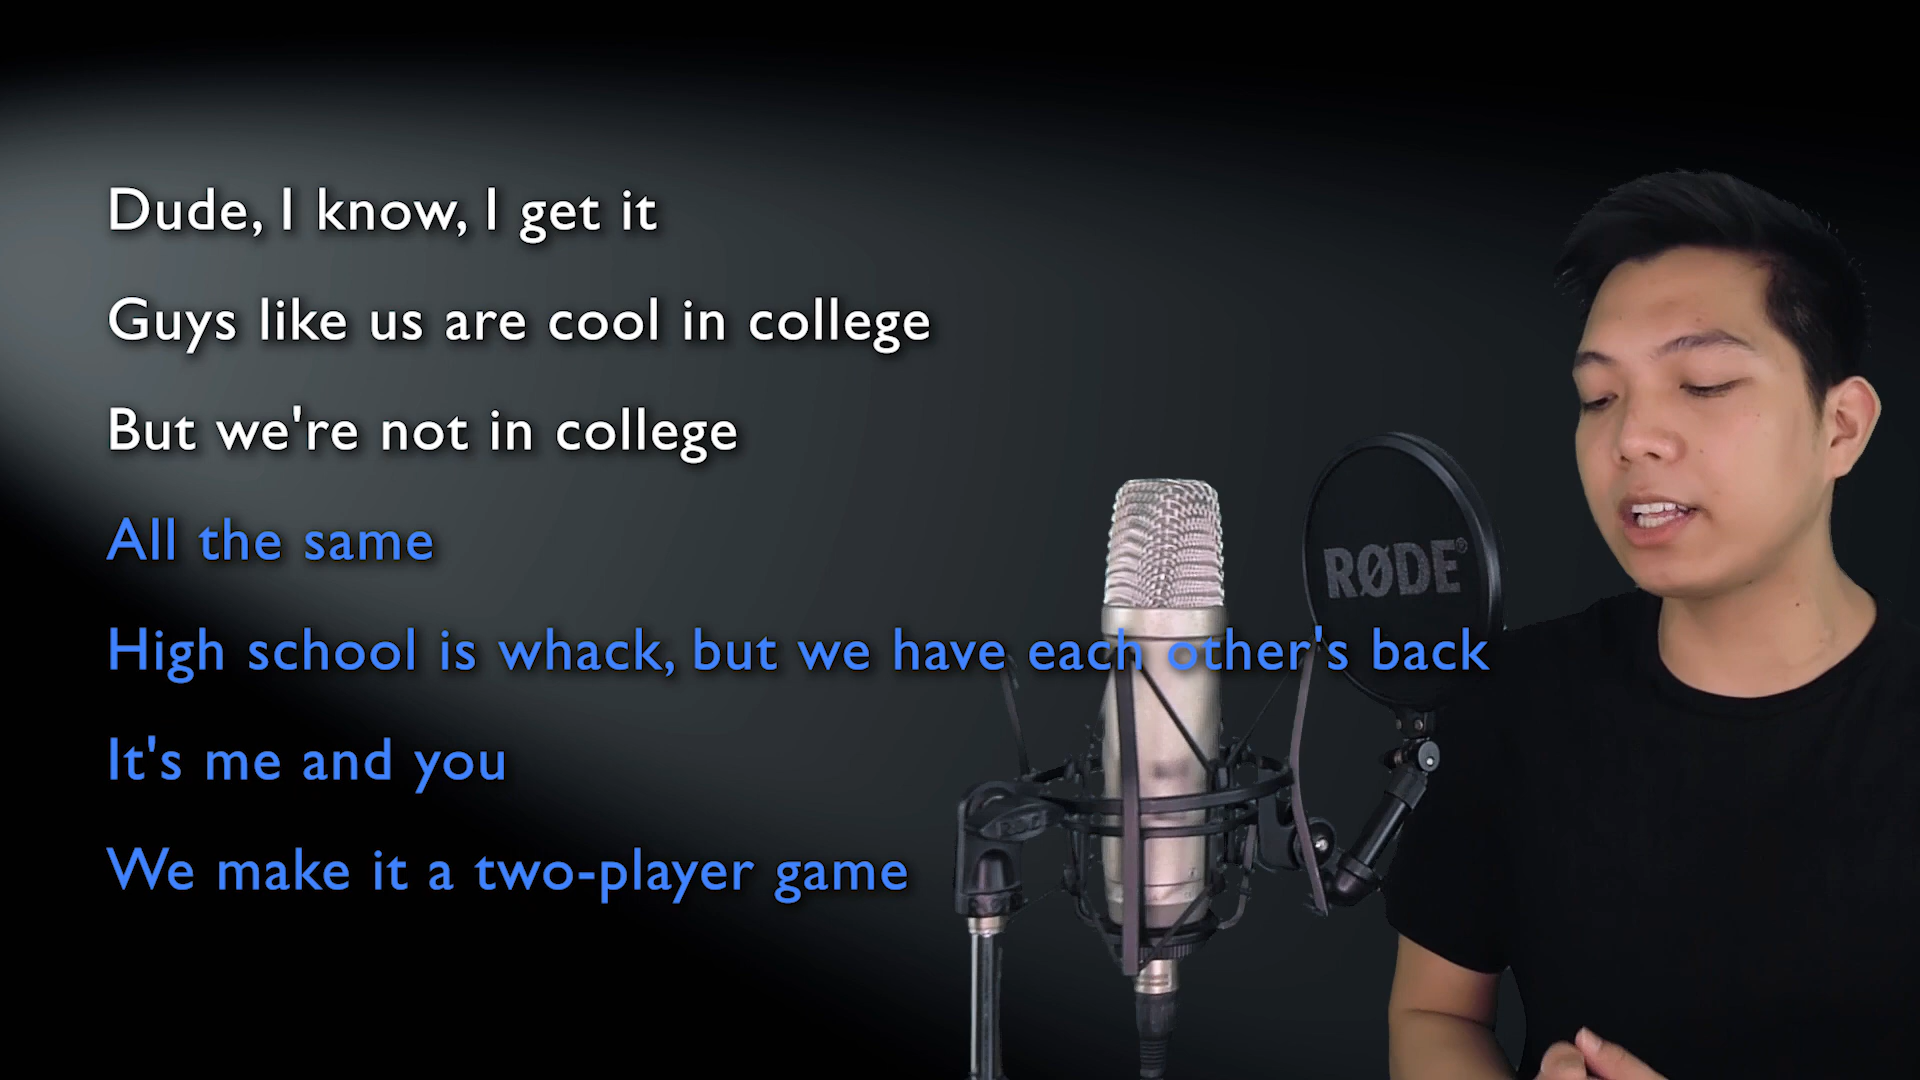 Dude, I know, I get it
Guys like us are cool in college
But we're not in college
All the same
High school is whack, but we have each other's back
It's me and you
We make it a two-player game
RØDE®